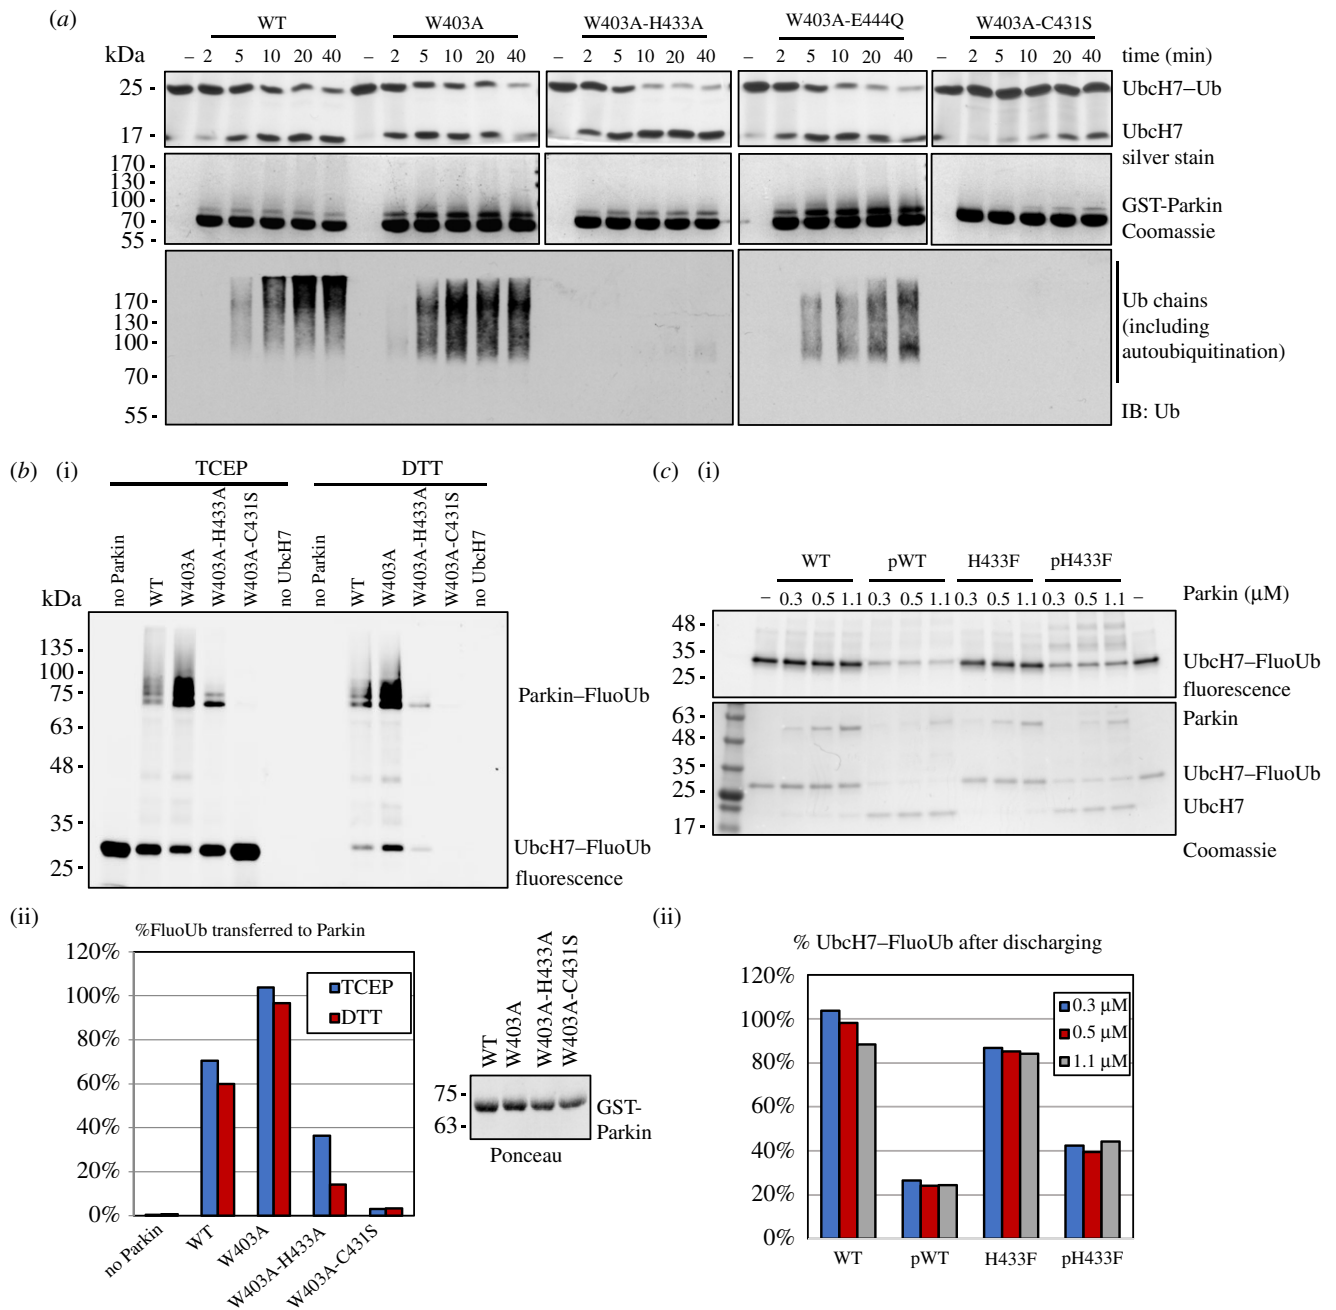 (a)
WT W403A W403A-H433A W403A-E444Q W403A-C431S
kDa – 2 5 10 20 40 – 2 5 10 20 40 – 2 5 10 20 40 – 2 5 10 20 40 – 2 5 10 20 40 time (min)
25 UbcH7–Ub
17 UbcH7
silver stain
170
130
100
70
55
GST-Parkin
Coomassie
170
130
100
70
55
Ub chains
(including
autoubiquitination)
IB: Ub
(b) (i)
TCEP DTT
no Parkin WT W403A W403A-H433A W403A-C431S no UbcH7 no Parkin WT W403A W403A-H433A W403A-C431S no UbcH7
kDa
135
100
75
63
48
35
25
Parkin–FluoUb
UbcH7–FluoUb
fluorescence
(ii)
%FluoUb transferred to Parkin
120%
100%
80%
60%
40%
20%
0%
TCEP
DTT
no Parkin WT W403A W403A-H433A W403A-C431S
WT W403A W403A-H433A W403A-C431S
75
63
GST-
Parkin
Ponceau
(c) (i)
WT pWT H433F pH433F
– 0.3 0.5 1.1 0.3 0.5 1.1 0.3 0.5 1.1 0.3 0.5 1.1 – Parkin (µM)
48
35
25
UbcH7–FluoUb
fluorescence
63
48
35
25
17
Parkin
UbcH7–FluoUb
UbcH7
Coomassie
(ii)
% UbcH7–FluoUb after discharging
120%
100%
80%
60%
40%
20%
0%
0.3 µM
0.5 µM
1.1 µM
WT pWT H433F pH433F